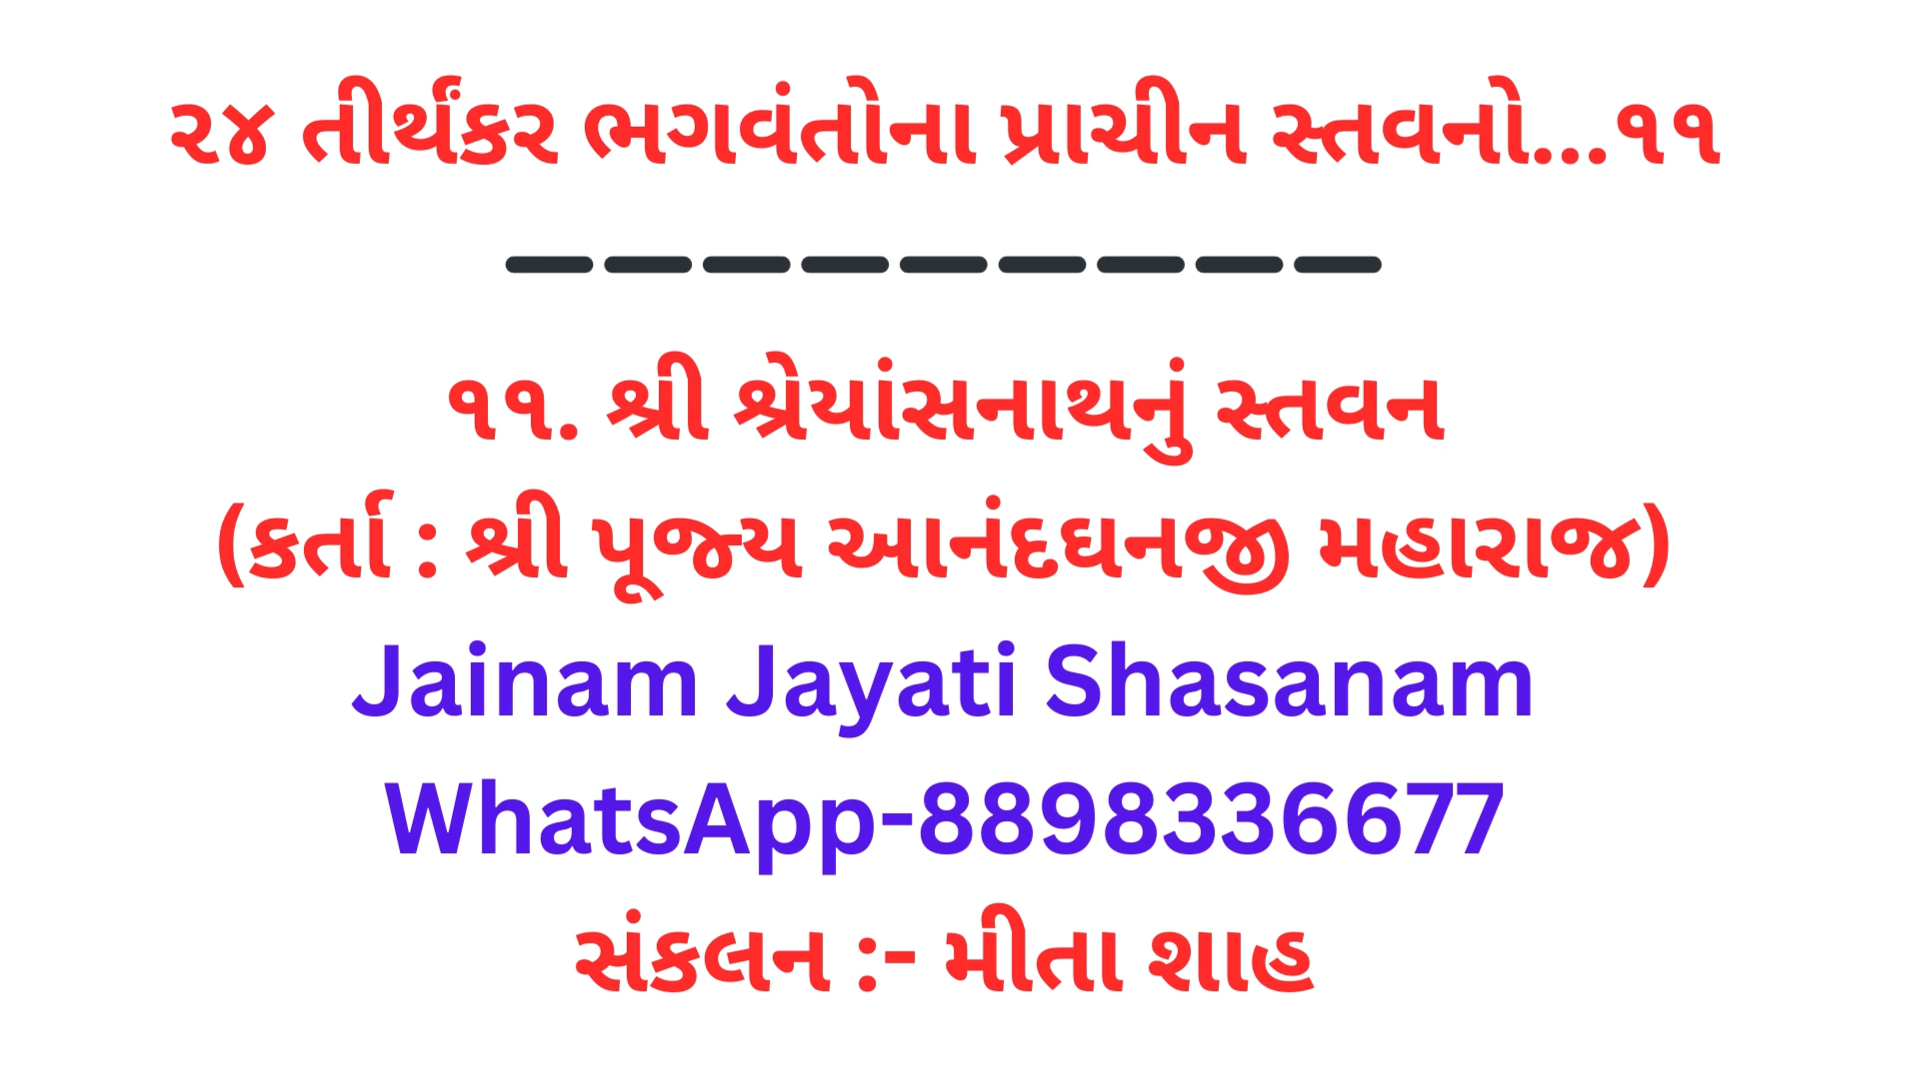 ૨૪ તીર્થંકર ભગવંતોના પ્રાચીન સ્તવનો...૧૧
૧૧. શ્રી શ્રેયાંસનાથનું સ્તવન
(કર્તા : શ્રી પૂજ્ય આનંદઘનજી મહારાજ)
Jainam Jayati Shasanam
WhatsApp-8898336677
સંકલન :- મીતા શાહ